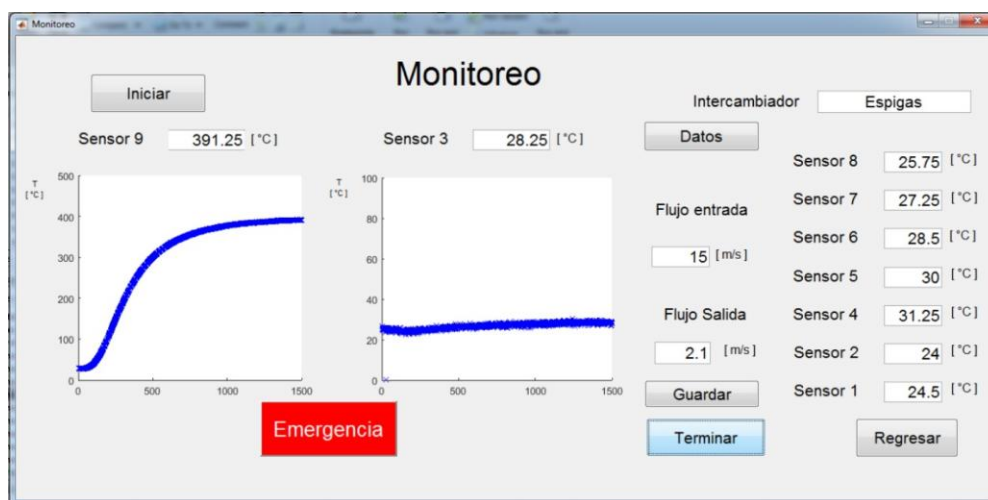 Monitoreo
Monitoreo
Iniciar
Intercambiador Espigas
Sensor 9 391.25 [°C]
Sensor 3 28.25 [°C]
Datos
T
[°C]
500
400
300
200
100
0
0 500 1000 1500
T
[°C]
100
80
60
40
20
0
0 500 1000 1500
Flujo entrada
15 [m/s]
Flujo Salida
2.1 [m/s]
Guardar
Terminar
Sensor 8 25.75 [°C]
Sensor 7 27.25 [°C]
Sensor 6 28.5 [°C]
Sensor 5 30 [°C]
Sensor 4 31.25 [°C]
Sensor 2 24 [°C]
Sensor 1 24.5 [°C]
Emergencia
Regresar